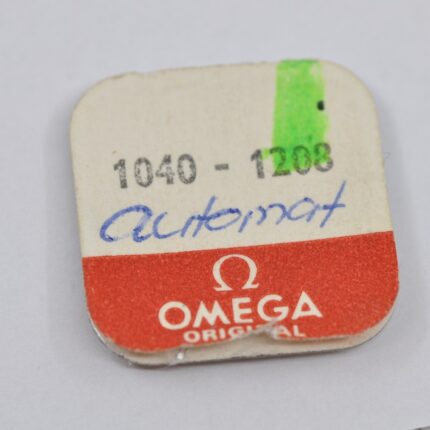 1040 - 1208
automat
Ω
OMEGA
ORIGINAL